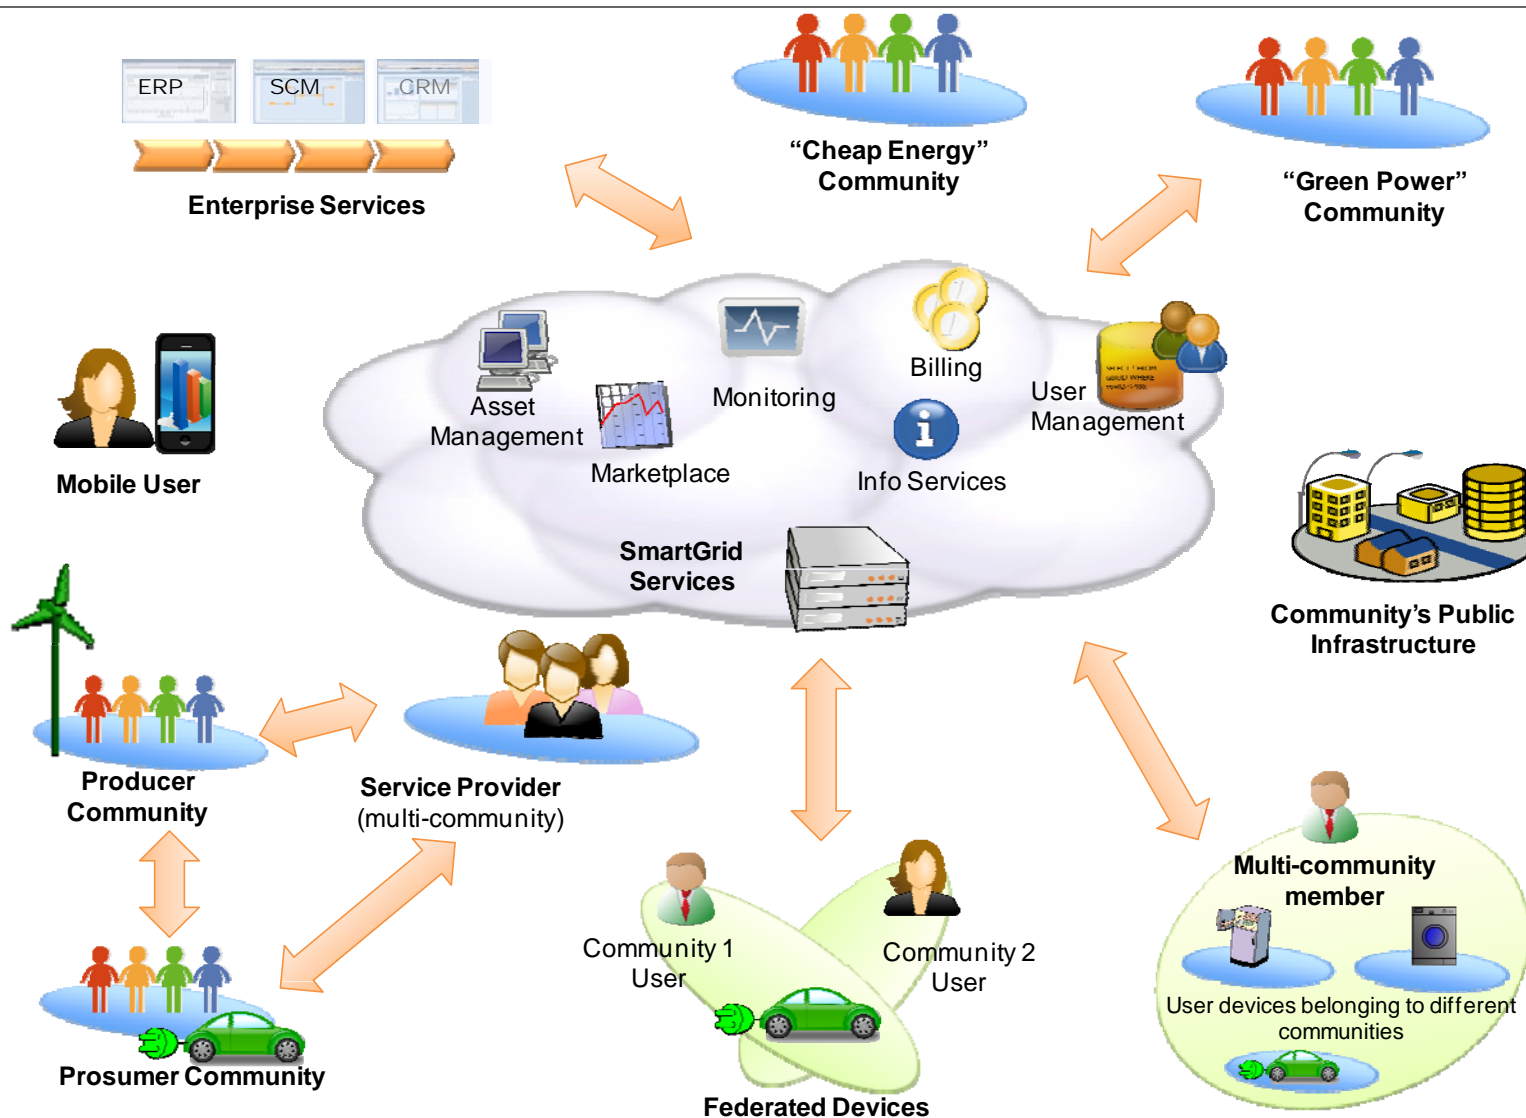 ERP
SCM
CRM
Enterprise Services
“Cheap Energy”
Community
“Green Power”
Community
Mobile User
Asset
Management
Marketplace
Monitoring
Billing
Info Services
User
Management
SmartGrid
Services
Community’s Public
Infrastructure
Producer
Community
Service Provider
(multi-community)
Prosumer Community
Community 1
User
Community 2
User
Federated Devices
Multi-community
member
User devices belonging to different
communities